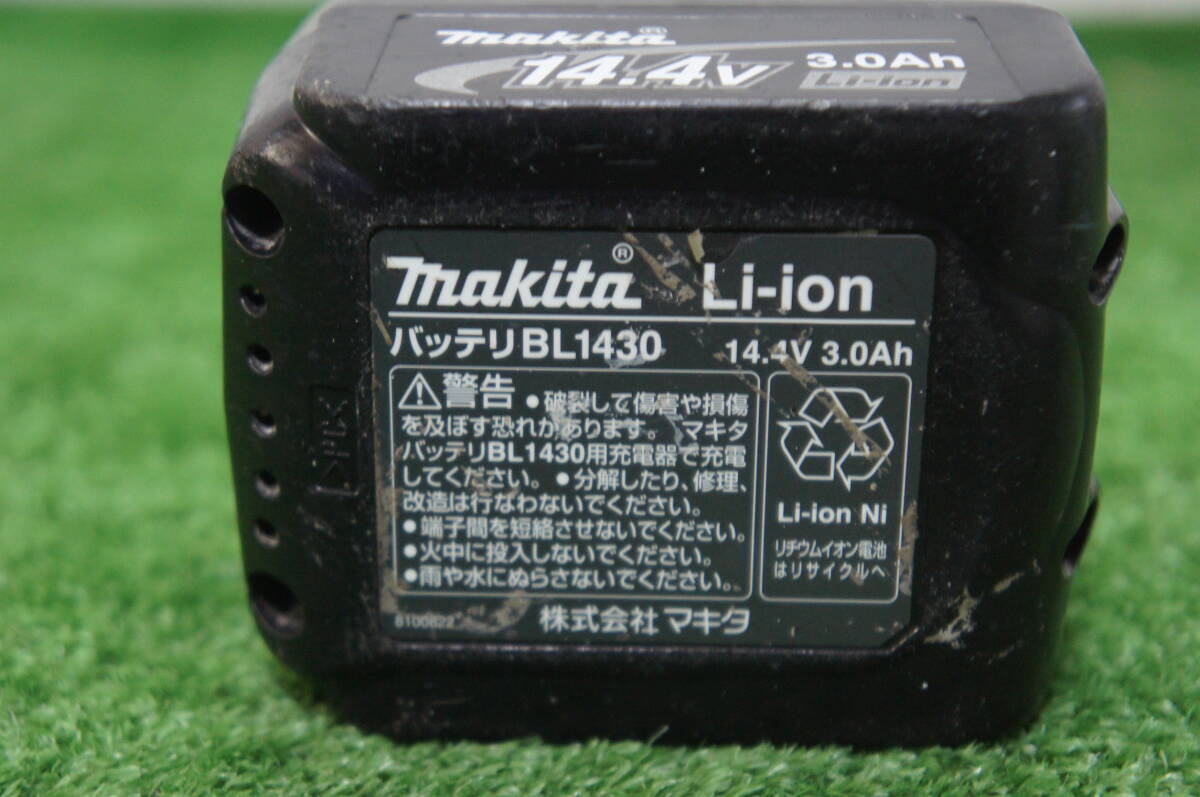 makita®
14.4V
3.0Ah
Li-ion
makita® Li-ion
バッテリBL1430 14.4V 3.0Ah
⚠警告 ●破裂して傷害や損傷
を及ぼす恐れがあります。マキタ
バッテリBL1430用充電器で充電
してください。●分解したり、修理、
改造は行なわないでください。
●端子間を短絡させないでください。
●火中に投入しないでください。
●雨や水にぬらさないでください。
Li-ion Ni
リチウムイオン電池
はリサイクルへ
株式会社マキタ